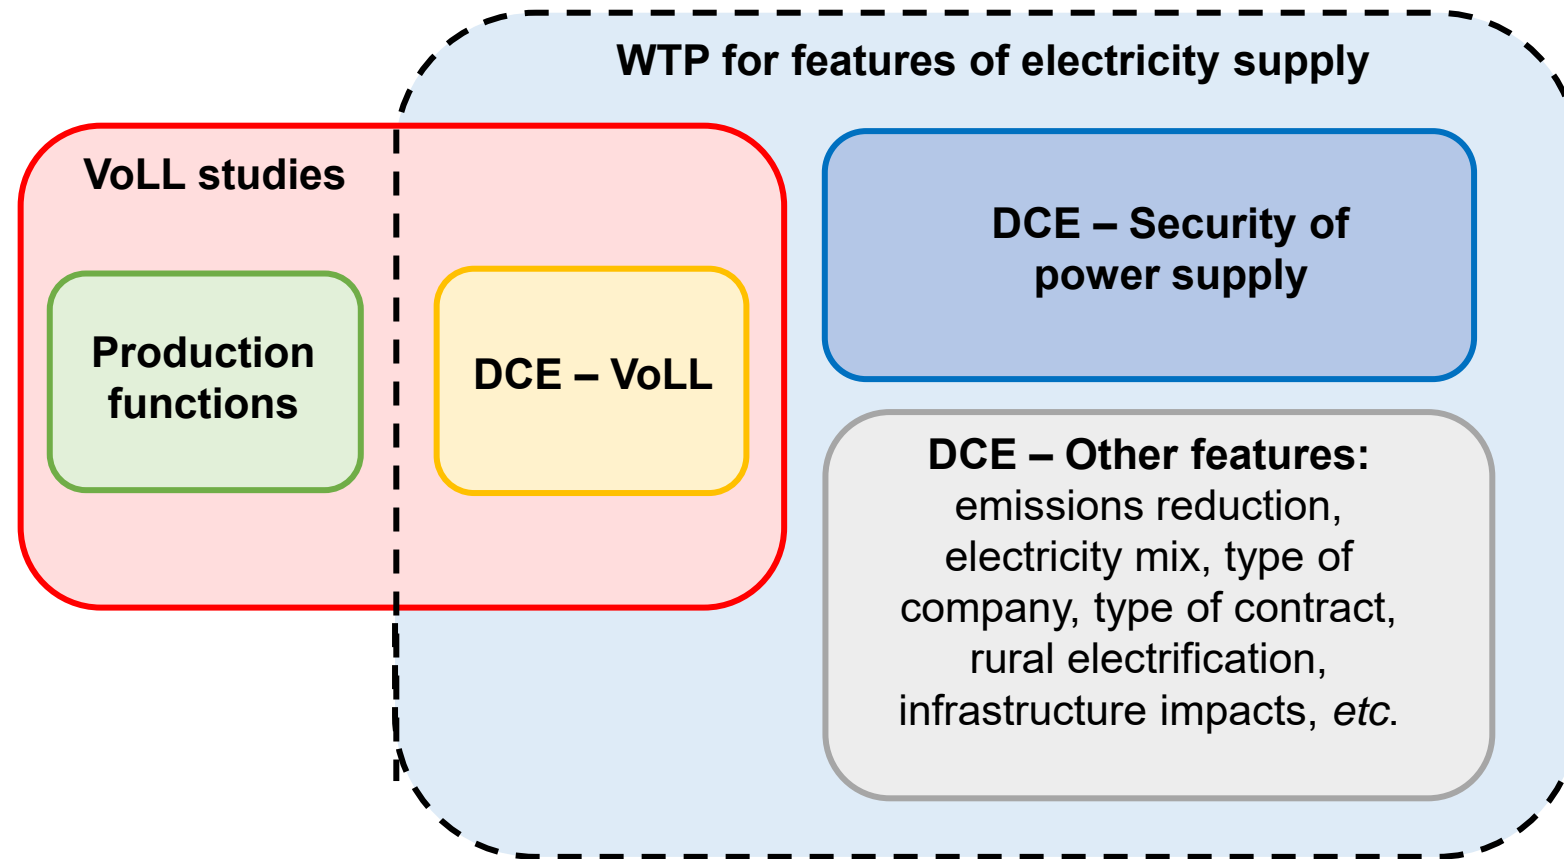 WTP for features of electricity supply
VoLL studies
Production
functions
DCE – VoLL
DCE – Security of
power supply
DCE – Other features:
emissions reduction,
electricity mix, type of
company, type of contract,
rural electrification,
infrastructure impacts, etc.